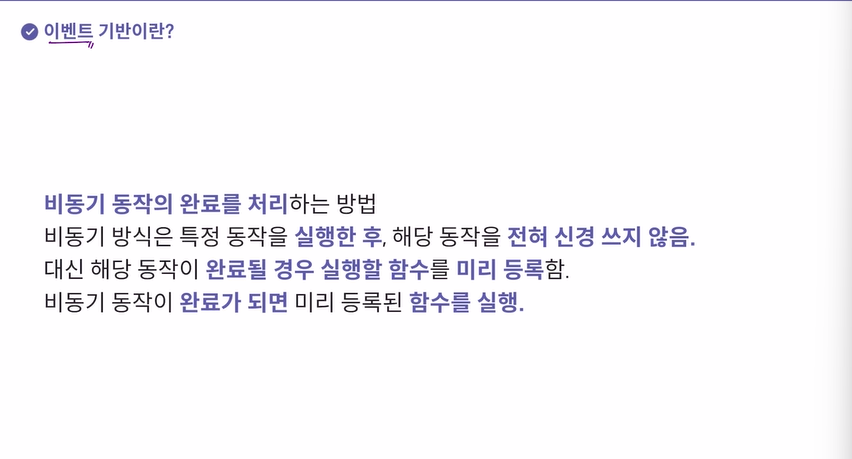 이벤트 기반이란?
비동기 동작의 완료를 처리하는 방법
비동기 방식은 특정 동작을 실행한 후, 해당 동작을 전혀 신경 쓰지 않음.
대신 해당 동작이 완료될 경우 실행할 함수를 미리 등록함.
비동기 동작이 완료가 되면 미리 등록된 함수를 실행.